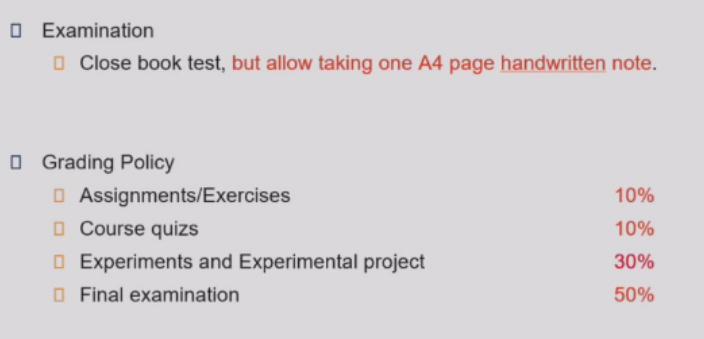 Examination
Close book test, but allow taking one A4 page handwritten note.
Grading Policy
Assignments/Exercises 10%
Course quizs 10%
Experiments and Experimental project 30%
Final examination 50%